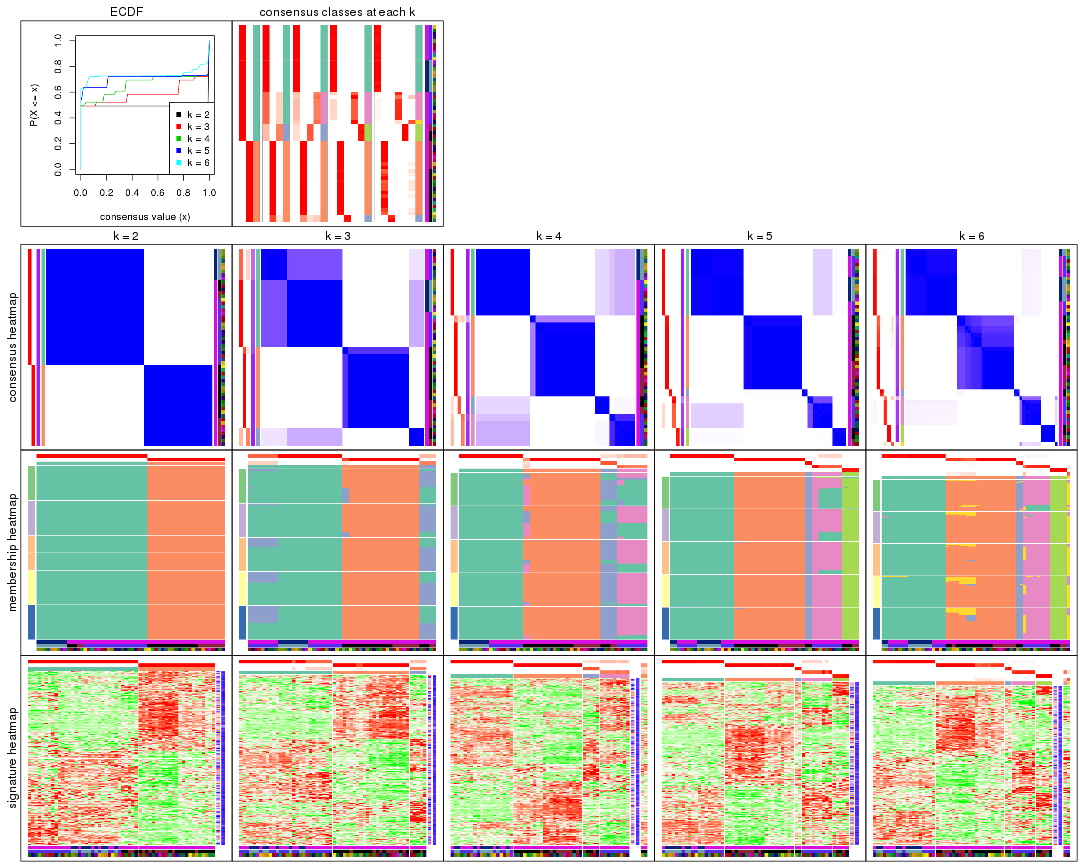 ECDF
consensus classes at each k
P(X <= x)
0.0 0.2 0.4 0.6 0.8 1.0
k = 2
k = 3
k = 4
k = 5
k = 6
0.0 0.2 0.4 0.6 0.8 1.0
consensus value (x)
k = 2
k = 3
k = 4
k = 5
k = 6
consensus heatmap
membership heatmap
signature heatmap